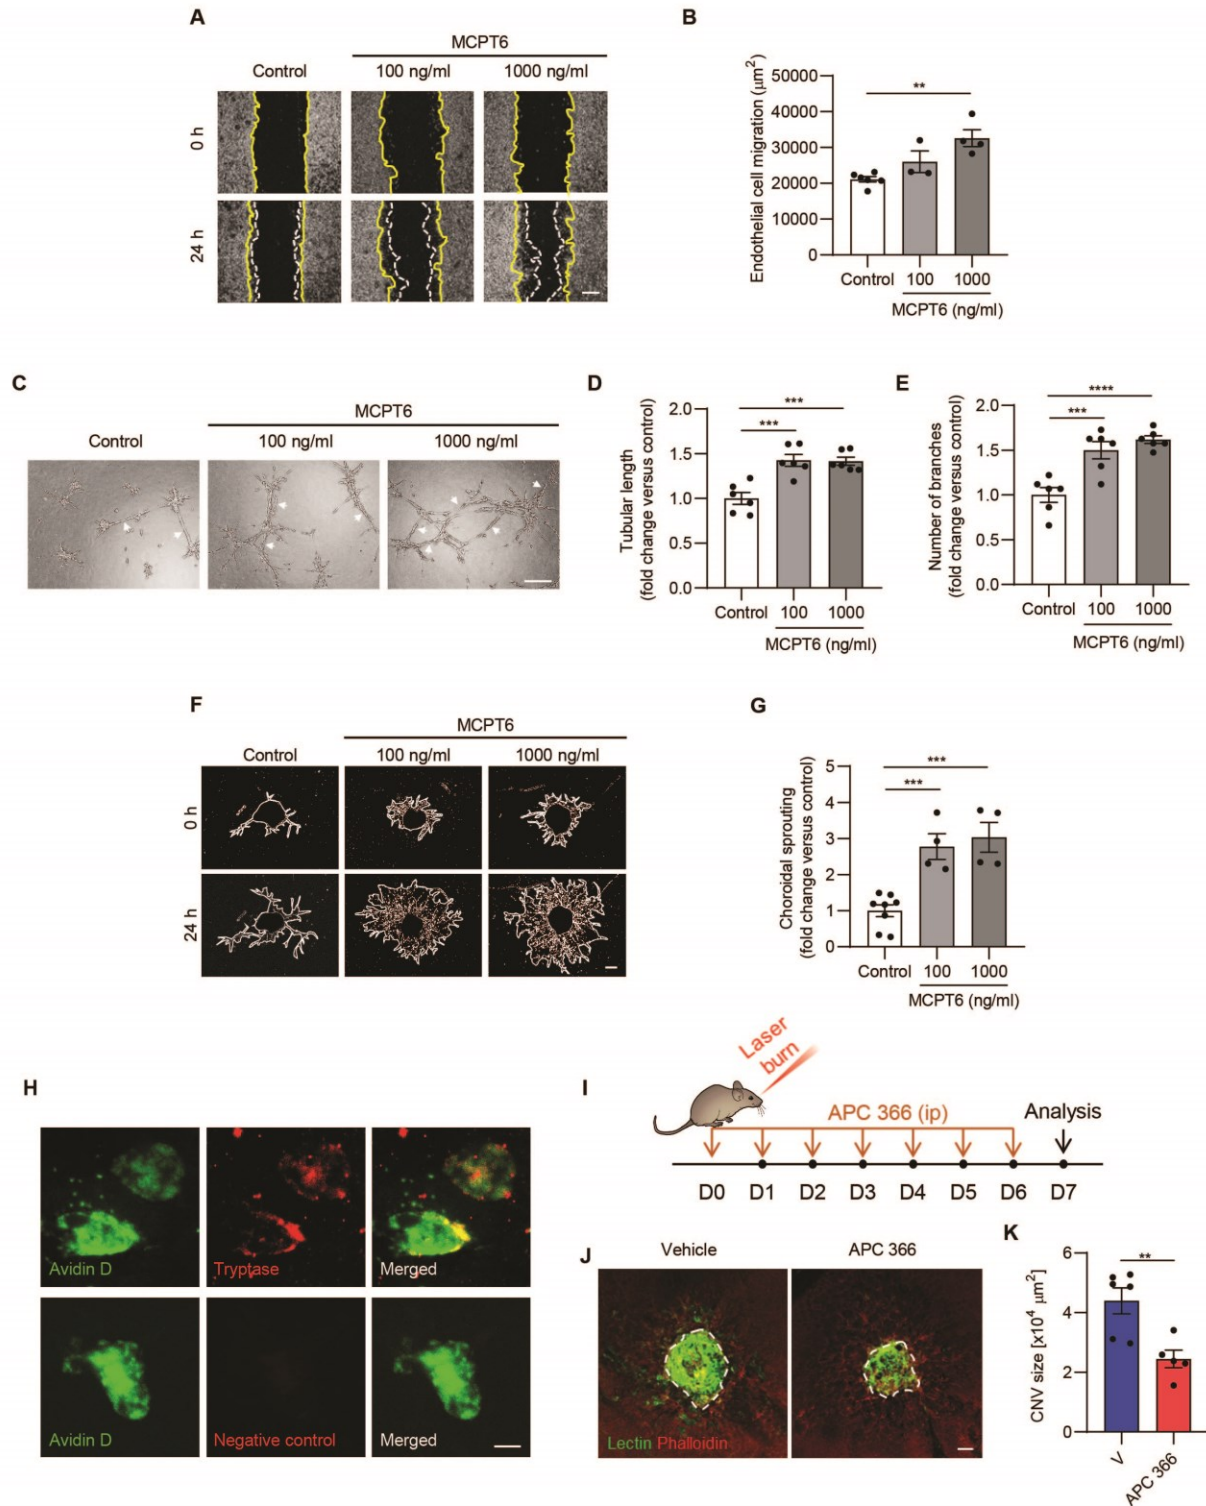 A
MCPT6
Control
100 ng/ml
1000 ng/ml
0 h
24 h
B
Endothelial cell migration (µm²)
50000
40000
30000
20000
10000
0
**
Control
100
1000
MCPT6 (ng/ml)
C
MCPT6
Control
100 ng/ml
1000 ng/ml
D
Tubular length
(fold change versus control)
2.0
1.5
1.0
0.5
0.0
***
***
Control
100
1000
MCPT6 (ng/ml)
E
Number of branches
(fold change versus control)
2.0
1.5
1.0
0.5
0.0
****
***
Control
100
1000
MCPT6 (ng/ml)
F
MCPT6
Control
100 ng/ml
1000 ng/ml
0 h
24 h
G
Choroidal sprouting
(fold change versus control)
5
4
3
2
1
0
***
***
Control
100
1000
MCPT6 (ng/ml)
H
Avidin D
Tryptase
Merged
Avidin D
Negative control
Merged
I
Laser
burn
APC 366 (ip)
Analysis
D0 D1 D2 D3 D4 D5 D6 D7
J
Vehicle
APC 366
Lectin Phalloidin
K
CNV size [x10⁴ µm²]
6
4
2
0
**
V
APC 366